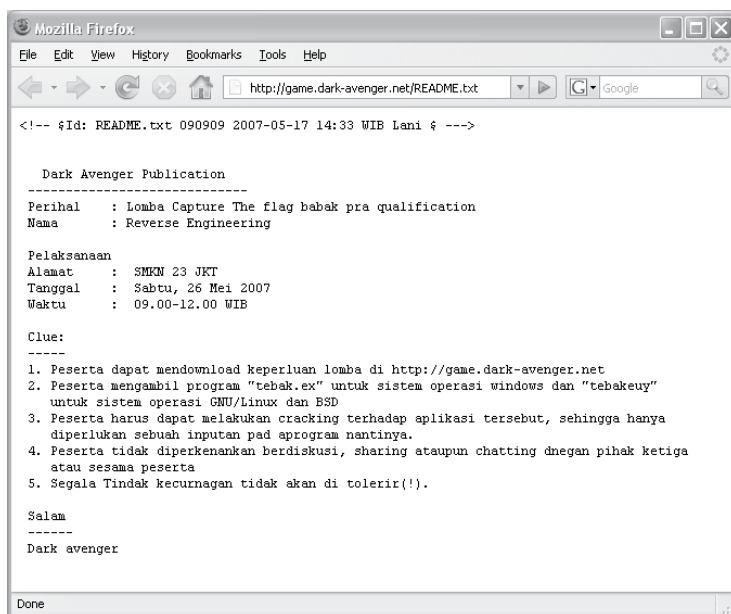 Mozilla Firefox
File Edit View History Bookmarks Tools Help
http://game.dark-avenger.net/README.txt
G Google
<!-- $Id: README.txt 090909 2007-05-17 14:33 WIB Lani $ --->
Dark Avenger Publication
-----------------------------
Perihal : Lomba Capture The flag babak pra qualification
Nama : Reverse Engineering
Pelaksanaan
Alamat : SMKN 23 JKT
Tanggal : Sabtu, 26 Mei 2007
Waktu : 09.00-12.00 WIB
Clue:
-----
1. Peserta dapat mendownload keperluan lomba di http://game.dark-avenger.net
2. Peserta mengambil program "tebak.ex" untuk sistem operasi windows dan "tebakeuy"
untuk sistem operasi GNU/Linux dan BSD
3. Peserta harus dapat melakukan cracking terhadap aplikasi tersebut, sehingga hanya
diperlukan sebuah inputan pad aprogram nantinya.
4. Peserta tidak diperkenankan berdiskusi, sharing ataupun chatting dnegan pihak ketiga
atau sesama peserta
5. Segala Tindak kecurnagan tidak akan di tolerir(!).
Salam
------
Dark avenger
Done